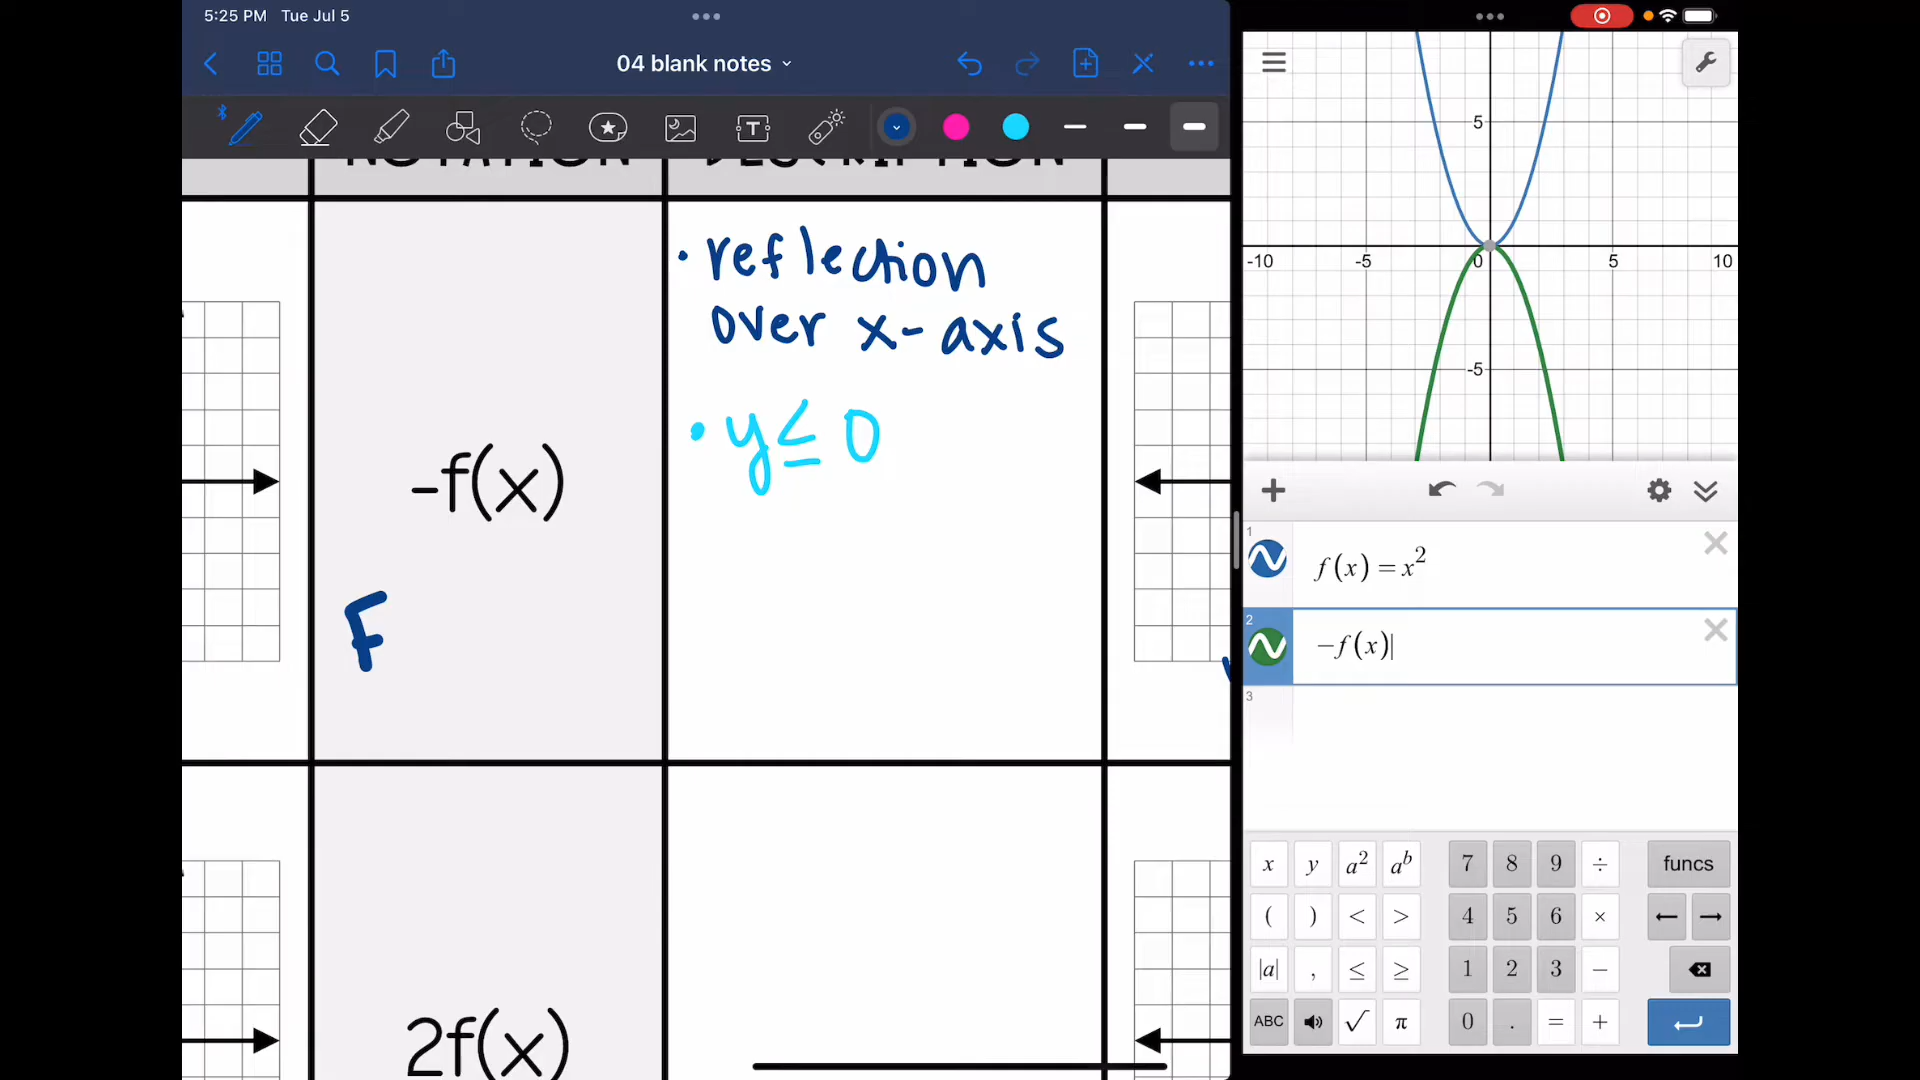 5:25 PM Tue Jul 5
04 blank notes
T
NOTATION DESCRIPTION
• reflection
over x-axis
• y ≤ 0
-f(x)
F
2f(x)
5
-10 -5 0 5 10
-5
1
f(x) = x²
2
−f(x)
3
x y a² aᵇ 7 8 9 ÷ funcs
( ) < > 4 5 6 × ← →
|a| , ≤ ≥ 1 2 3 −
ABC √ π 0 . = +